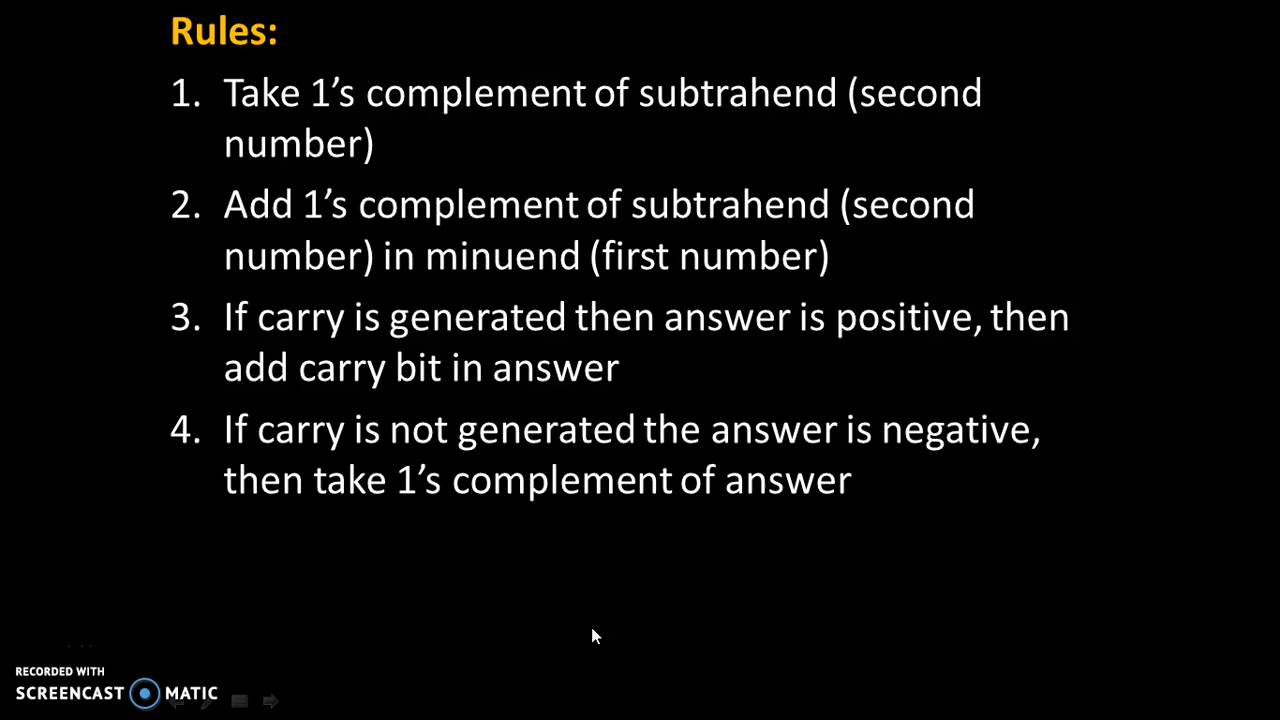 Rules:
1. Take 1’s complement of subtrahend (second
number)
2. Add 1’s complement of subtrahend (second
number) in minuend (first number)
3. If carry is generated then answer is positive, then
add carry bit in answer
4. If carry is not generated the answer is negative,
then take 1’s complement of answer
RECORDED WITH
SCREENCAST MATIC